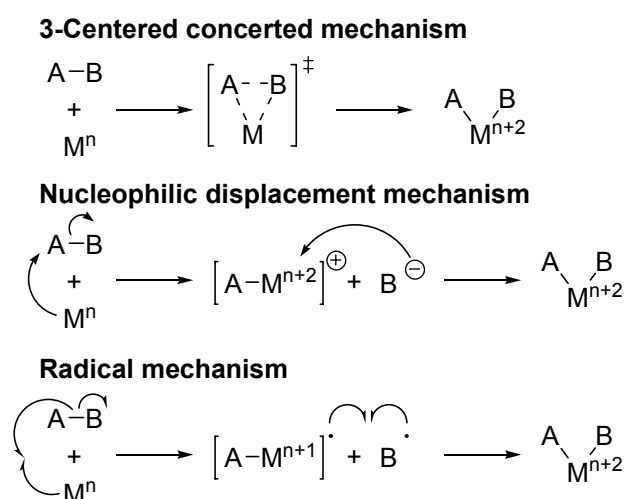 3-Centered concerted mechanism
A–B
+
Mⁿ
[A--B M]‡
A B
Mⁿ⁺²
Nucleophilic displacement mechanism
A–B
+
Mⁿ
[A–Mⁿ⁺²]⊕ + B⊖
A B
Mⁿ⁺²
Radical mechanism
A–B
+
Mⁿ
[A–Mⁿ⁺¹]· + B·
A B
Mⁿ⁺²